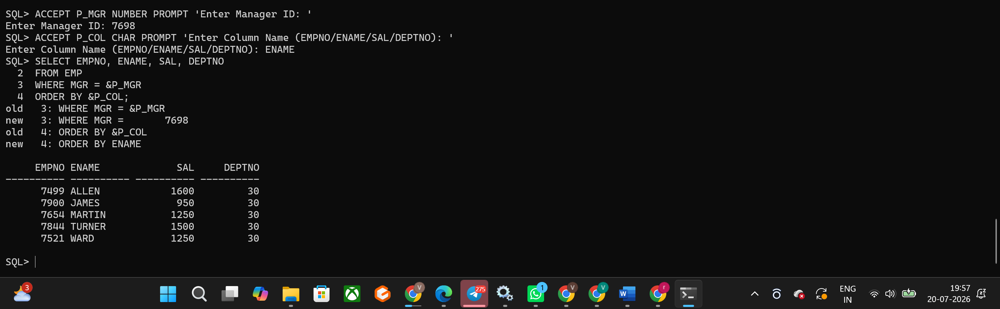 SQL> ACCEPT P_MGR NUMBER PROMPT 'Enter Manager ID: '
Enter Manager ID: 7698
SQL> ACCEPT P_COL CHAR PROMPT 'Enter Column Name (EMPNO/ENAME/SAL/DEPTNO): '
Enter Column Name (EMPNO/ENAME/SAL/DEPTNO): ENAME
SQL> SELECT EMPNO, ENAME, SAL, DEPTNO
  2  FROM EMP
  3  WHERE MGR = &P_MGR
  4  ORDER BY &P_COL;
old   3: WHERE MGR = &P_MGR
new   3: WHERE MGR =       7698
old   4: ORDER BY &P_COL
new   4: ORDER BY ENAME
     EMPNO ENAME             SAL     DEPTNO
---------- ---------- ---------- ----------
      7499 ALLEN            1600         30
      7900 JAMES             950         30
      7654 MARTIN           1250         30
      7844 TURNER           1500         30
      7521 WARD             1250         30
SQL>
3
V
275
1
V
V
W
r
ENG
IN
19:57
20-07-2026